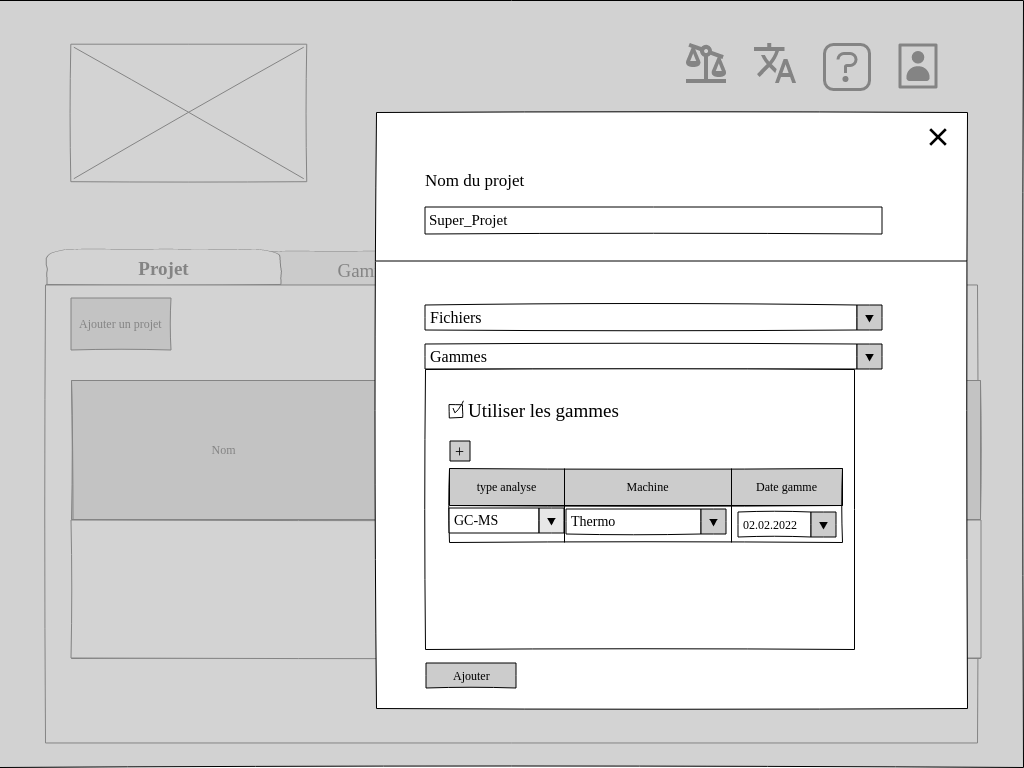 Nom du projet
Super_Projet
Projet
Gam
Ajouter un projet
Fichiers
Gammes
Utiliser les gammes
+
Nom
type analyse Machine Date gamme
GC-MS Thermo 02.02.2022
Ajouter